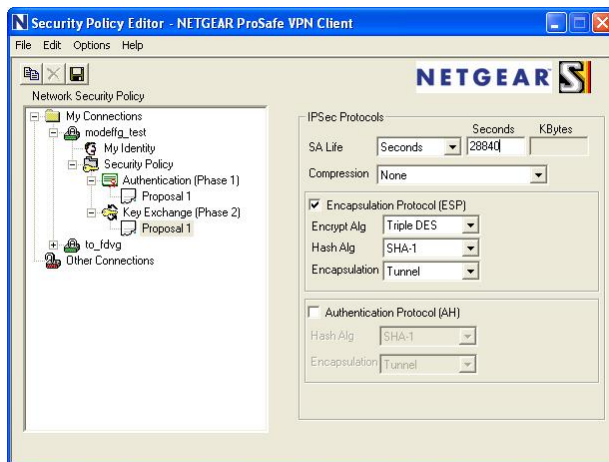 Security Policy Editor - NETGEAR ProSafe VPN Client
File Edit Options Help
NETGEAR
Network Security Policy
My Connections
modeffg_test
My Identity
Security Policy
Authentication (Phase 1)
Proposal 1
Key Exchange (Phase 2)
Proposal 1
to_fdvg
Other Connections
IPSec Protocols
Seconds KBytes
SA Life Seconds 28840
Compression None
Encapsulation Protocol (ESP)
Encrypt Alg Triple DES
Hash Alg SHA-1
Encapsulation Tunnel
Authentication Protocol (AH)
Hash Alg SHA-1
Encapsulation Tunnel